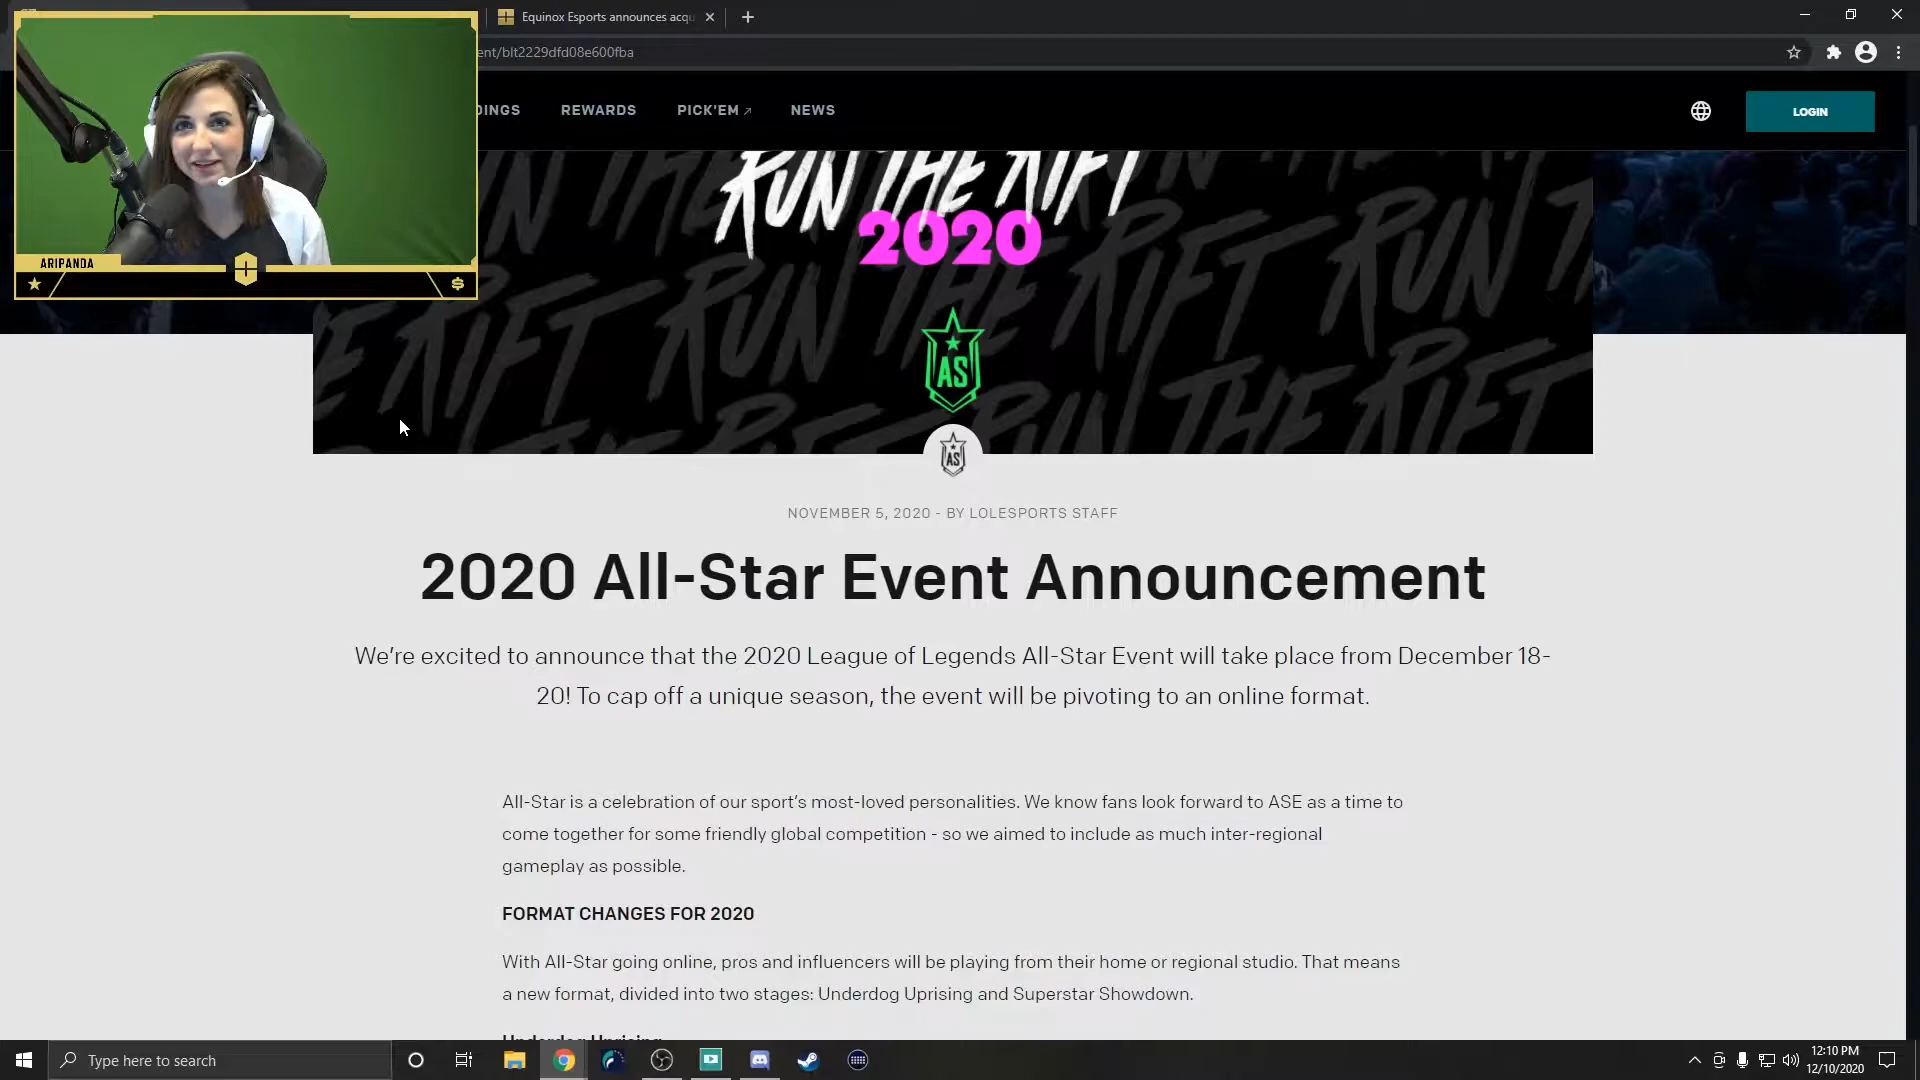 Equinox Esports announces acqu
ent/blt2229dfd08e600fba
DINGS
REWARDS
PICK'EM
NEWS
LOGIN
RUN THE RIFT
2020
AS
AS
ARIPANDA
NOVEMBER 5, 2020 - BY LOLESPORTS STAFF
2020 All-Star Event Announcement
We're excited to announce that the 2020 League of Legends All-Star Event will take place from December 18-
20! To cap off a unique season, the event will be pivoting to an online format.
All-Star is a celebration of our sport's most-loved personalities. We know fans look forward to ASE as a time to
come together for some friendly global competition - so we aimed to include as much inter-regional
gameplay as possible.
FORMAT CHANGES FOR 2020
With All-Star going online, pros and influencers will be playing from their home or regional studio. That means
a new format, divided into two stages: Underdog Uprising and Superstar Showdown.
Underdog Uprising
Type here to search
12:10 PM
12/10/2020